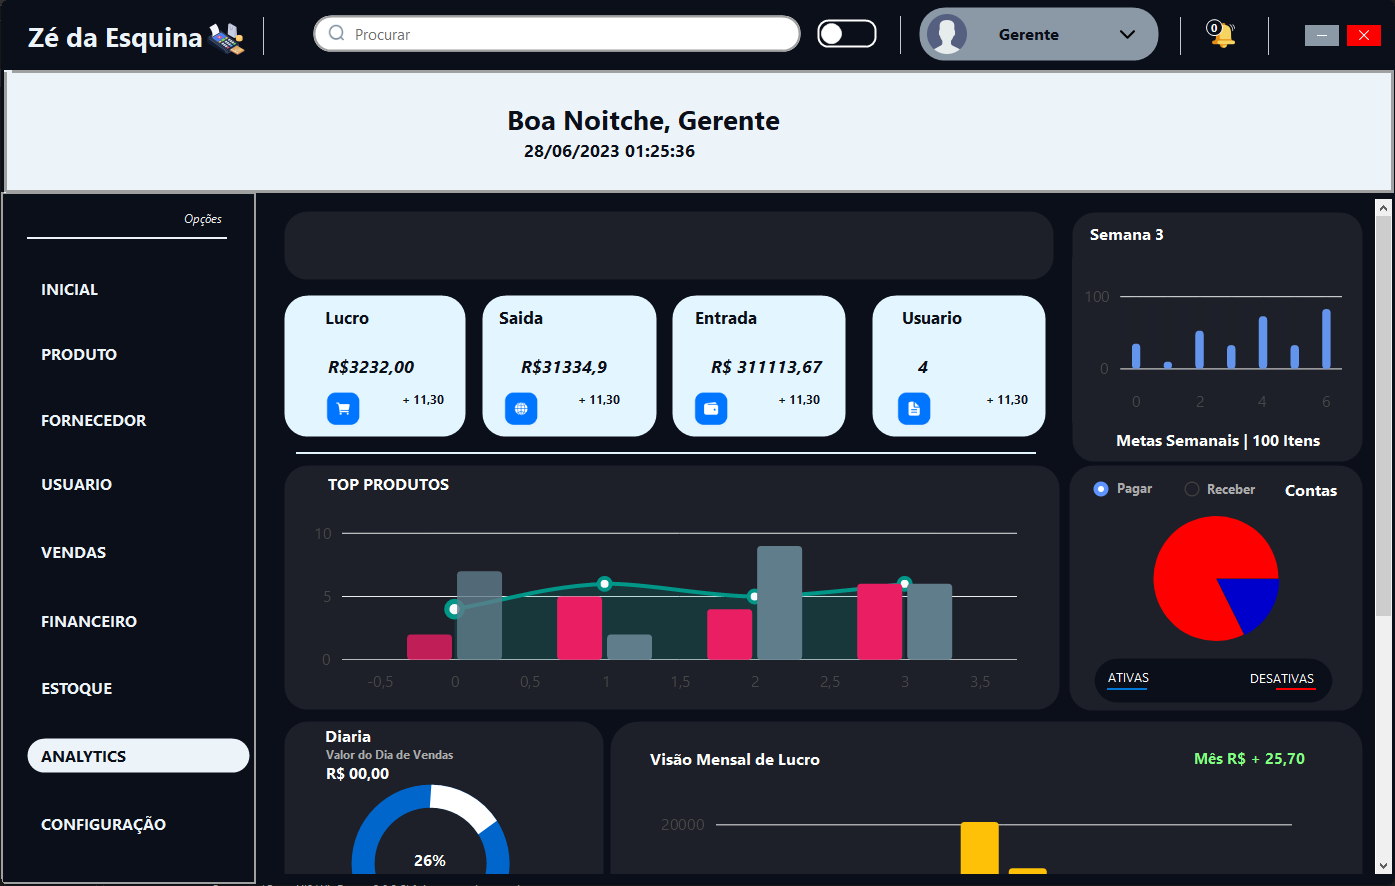 Zé da Esquina
Procurar
Gerente
0
Boa Noitche, Gerente
28/06/2023 01:25:36
Opções
INICIAL
PRODUTO
FORNECEDOR
USUARIO
VENDAS
FINANCEIRO
ESTOQUE
ANALYTICS
CONFIGURAÇÃO
Lucro
R$3232,00
+ 11,30
Saida
R$31334,9
+ 11,30
Entrada
R$ 311113,67
+ 11,30
Usuario
4
+ 11,30
Semana 3
100
0
0 2 4 6
Metas Semanais | 100 Itens
TOP PRODUTOS
10
5
0
-0,5 0 0,5 1 1,5 2 2,5 3 3,5
Pagar Receber Contas
ATIVAS DESATIVAS
Diaria
Valor do Dia de Vendas
R$ 00,00
26%
Visão Mensal de Lucro
Mês R$ + 25,70
20000